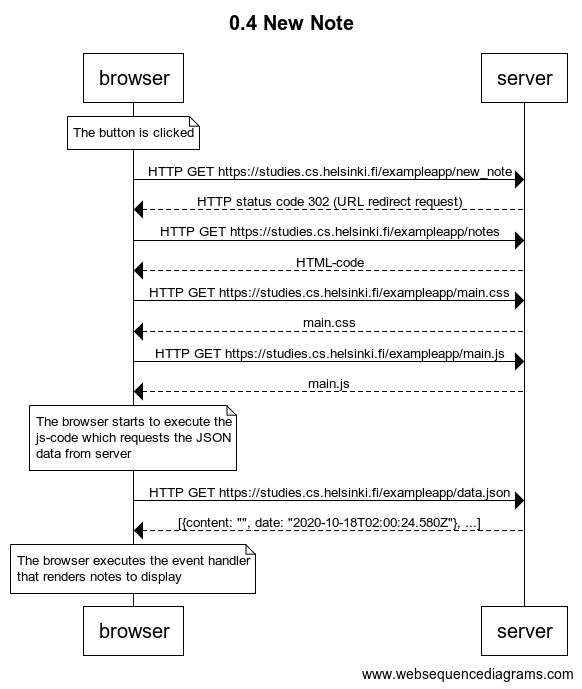 0.4 New Note
browser
server
The button is clicked
HTTP GET https://studies.cs.helsinki.fi/exampleapp/new_note
HTTP status code 302 (URL redirect request)
HTTP GET https://studies.cs.helsinki.fi/exampleapp/notes
HTML-code
HTTP GET https://studies.cs.helsinki.fi/exampleapp/main.css
main.css
HTTP GET https://studies.cs.helsinki.fi/exampleapp/main.js
main.js
The browser starts to execute the
js-code which requests the JSON
data from server
HTTP GET https://studies.cs.helsinki.fi/exampleapp/data.json
[{content: "", date: "2020-10-18T02:00:24.580Z"}, ...]
The browser executes the event handler
that renders notes to display
browser
server
www.websequencediagrams.com